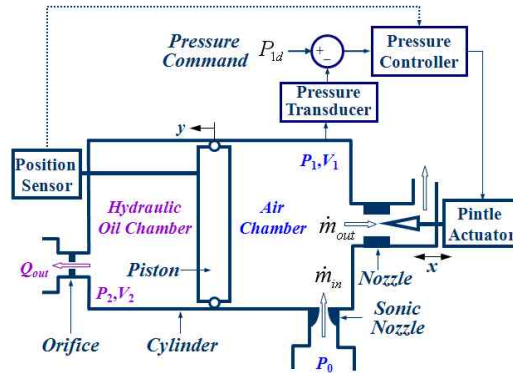 Pressure
Command
P1d
+
−
Pressure
Controller
Pressure
Transducer
y
P1,V1
Position
Sensor
Hydraulic
Oil Chamber
Air
Chamber
ṁout
Pintle
Actuator
Qout
Piston
ṁin
Nozzle
x
P2,V2
Sonic
Nozzle
Orifice
Cylinder
P0